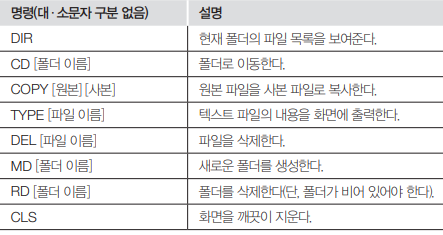 명령(대·소문자 구분 없음) 설명
DIR 현재 폴더의 파일 목록을 보여준다.
CD [폴더 이름] 폴더로 이동한다.
COPY [원본] [사본] 원본 파일을 사본 파일로 복사한다.
TYPE [파일 이름] 텍스트 파일의 내용을 화면에 출력한다.
DEL [파일 이름] 파일을 삭제한다.
MD [폴더 이름] 새로운 폴더를 생성한다.
RD [폴더 이름] 폴더를 삭제한다(단, 폴더가 비어 있어야 한다).
CLS 화면을 깨끗이 지운다.